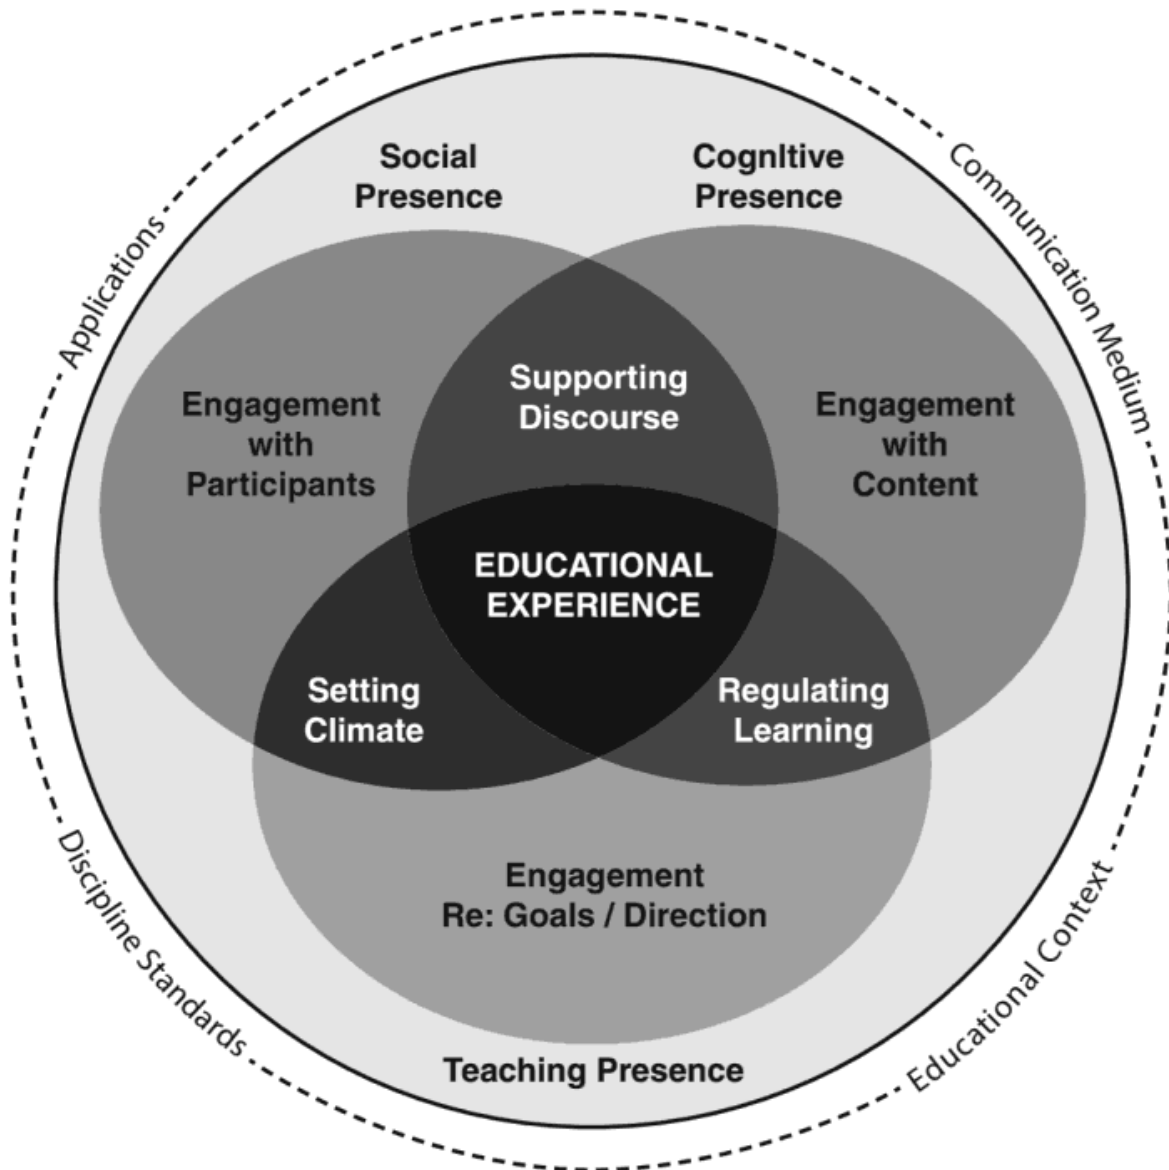 Social
Presence
CognItive
Presence
Applications
Communication Medium
Engagement
with
Participants
Supporting
Discourse
Engagement
with
Content
EDUCATIONAL
EXPERIENCE
Setting
Climate
Regulating
Learning
Engagement
Re: Goals / Direction
Discipline Standards
Educational Context
Teaching Presence